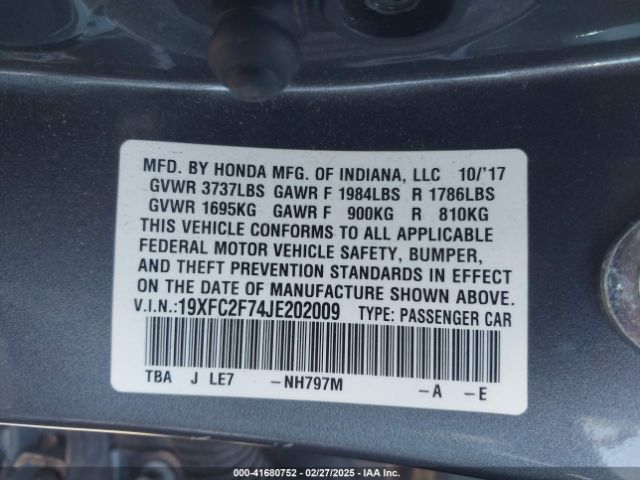 MFD. BY HONDA MFG. OF INDIANA, LLC 10/'17
GVWR 3737LBS GAWR F 1984LBS R 1786LBS
GVWR 1695KG GAWR F 900KG R 810KG
THIS VEHICLE CONFORMS TO ALL APPLICABLE
FEDERAL MOTOR VEHICLE SAFETY, BUMPER,
AND THEFT PREVENTION STANDARDS IN EFFECT
ON THE DATE OF MANUFACTURE SHOWN ABOVE.
V.I.N.:19XFC2F74JE202009 TYPE: PASSENGER CAR
TBA J LE7 -NH797M -A -E
000-41680752 - 02/27/2025 - IAA Inc.